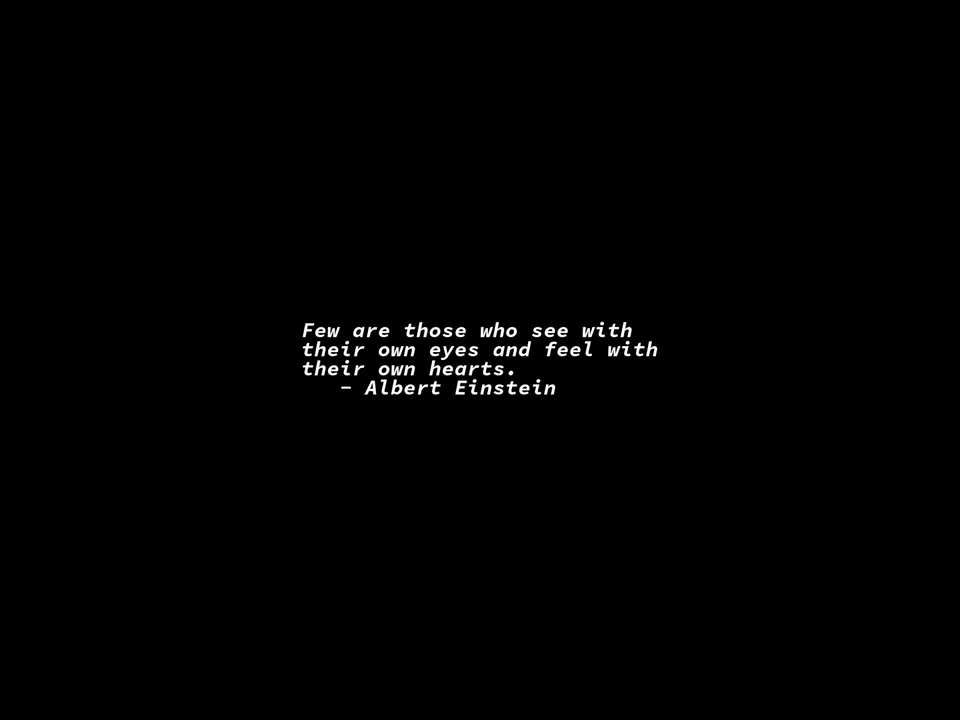 Few are those who see with
their own eyes and feel with
their own hearts.
– Albert Einstein